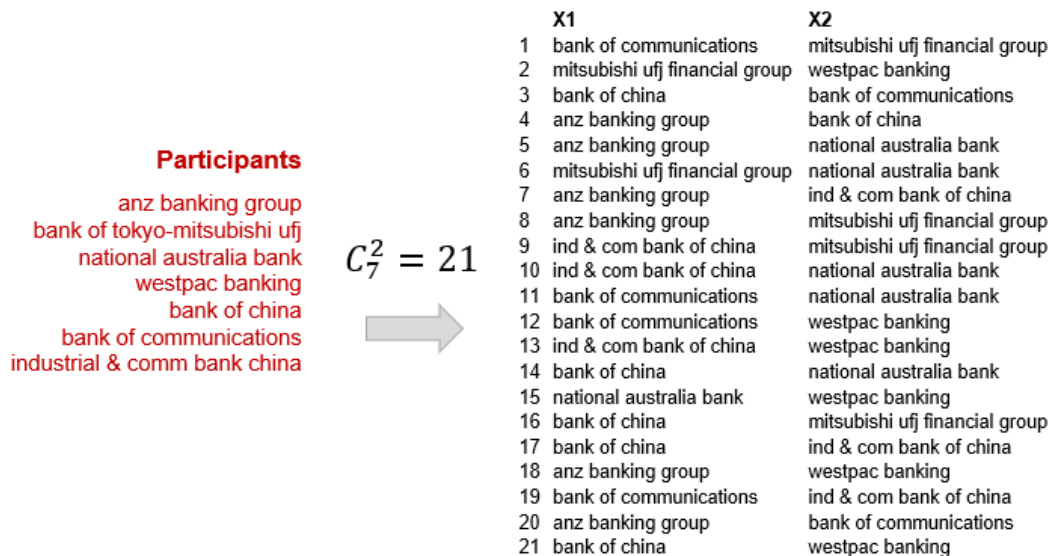 Participants
anz banking group
bank of tokyo-mitsubishi ufj
national australia bank
westpac banking
bank of china
bank of communications
industrial & comm bank china
C_7^2 = 21
X1 X2
1 bank of communications mitsubishi ufj financial group
2 mitsubishi ufj financial group westpac banking
3 bank of china bank of communications
4 anz banking group bank of china
5 anz banking group national australia bank
6 mitsubishi ufj financial group national australia bank
7 anz banking group ind & com bank of china
8 anz banking group mitsubishi ufj financial group
9 ind & com bank of china mitsubishi ufj financial group
10 ind & com bank of china national australia bank
11 bank of communications national australia bank
12 bank of communications westpac banking
13 ind & com bank of china westpac banking
14 bank of china national australia bank
15 national australia bank westpac banking
16 bank of china mitsubishi ufj financial group
17 bank of china ind & com bank of china
18 anz banking group westpac banking
19 bank of communications ind & com bank of china
20 anz banking group bank of communications
21 bank of china westpac banking